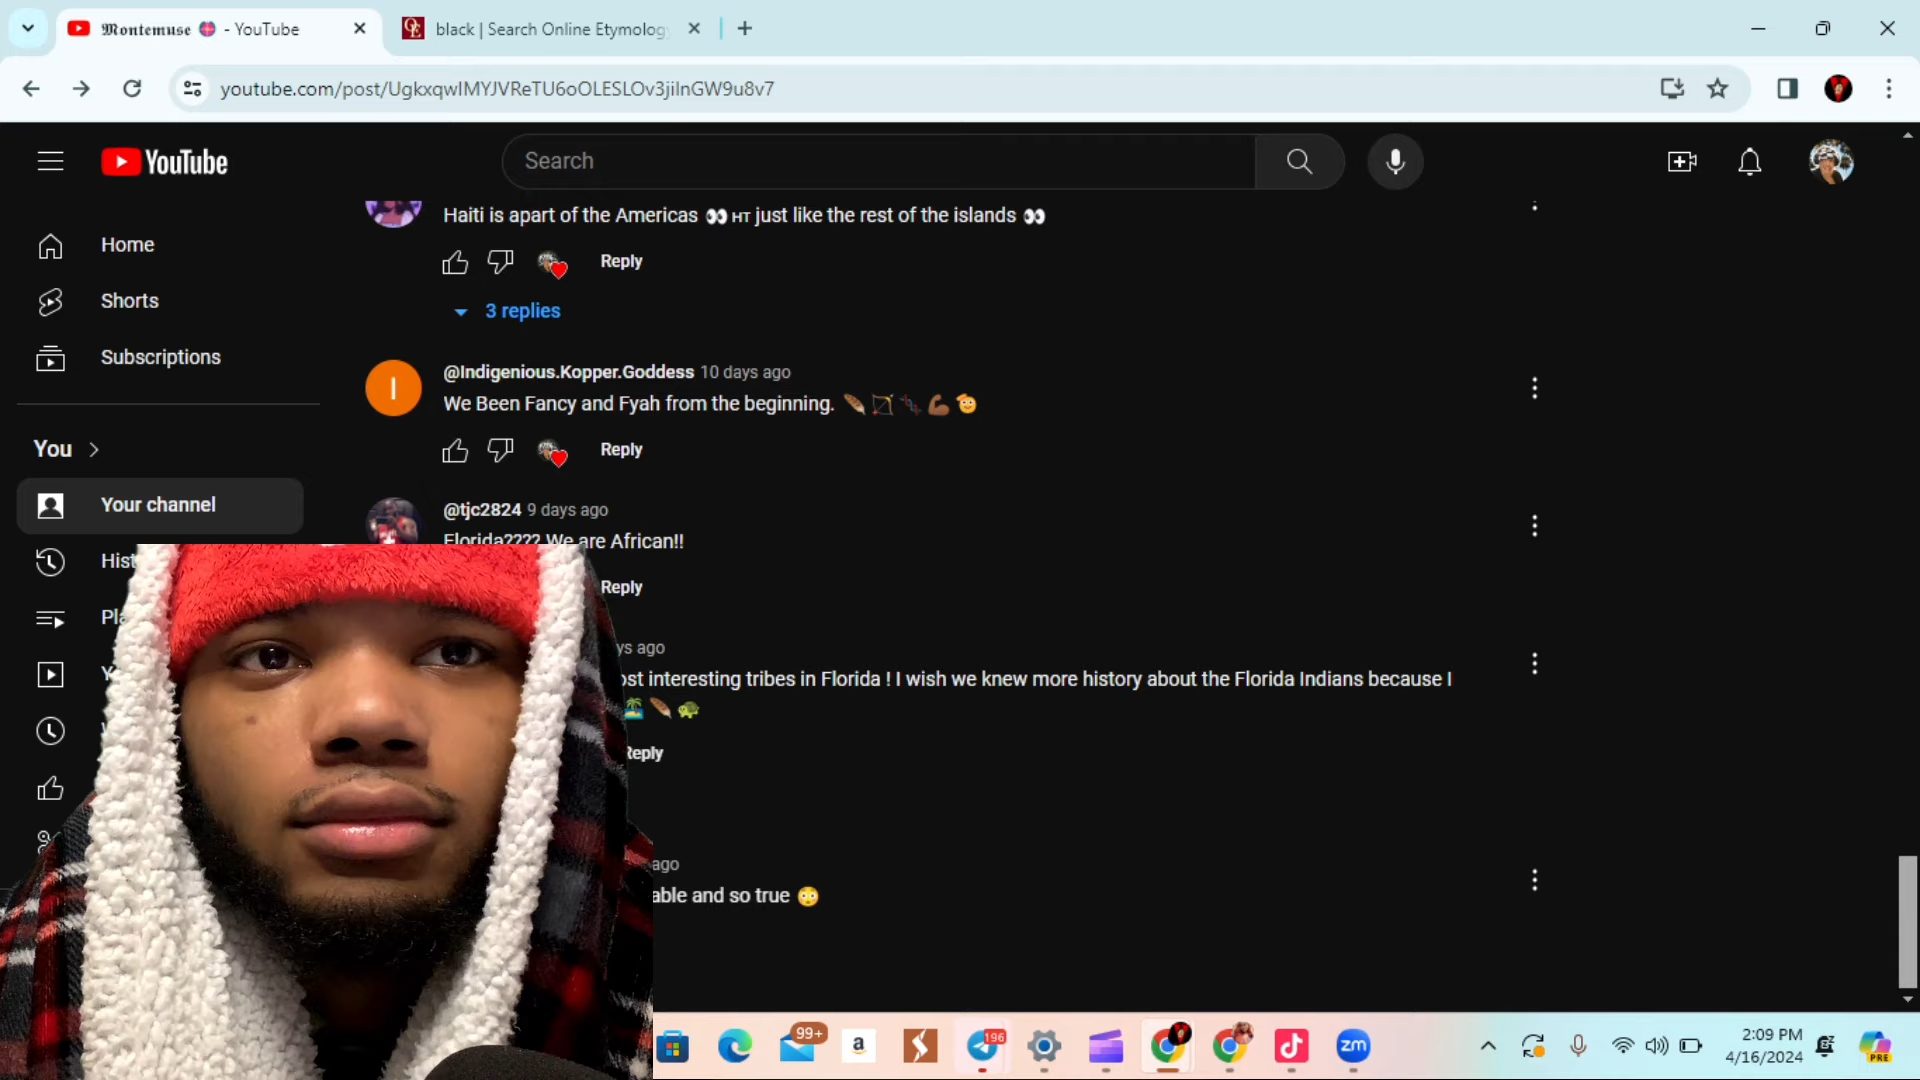 𝕸𝖔𝖓𝖙𝖊𝖒𝖚𝖘𝖊 - YouTube
black | Search Online Etymolog
youtube.com/post/UgkxqwIMYJVReTU6oOLESLOv3jiInGW9u8v7
YouTube
Search
Home
Shorts
Subscriptions
You
Your channel
Haiti is apart of the Americas 👀 HT just like the rest of the islands 👀
Reply
3 replies
I
@Indigenious.Kopper.Goddess 10 days ago
We Been Fancy and Fyah from the beginning. 🪶🏹🧬💪🏾🫡
Reply
@tjc2824 9 days ago
Florida???? We are African!!
Reply
ago
interesting tribes in Florida ! I wish we knew more history about the Florida Indians because I
🏝️🪶🐢
Reply
ago
able and so true 😳
99+
a
196
zm
2:09 PM
4/16/2024
PRE